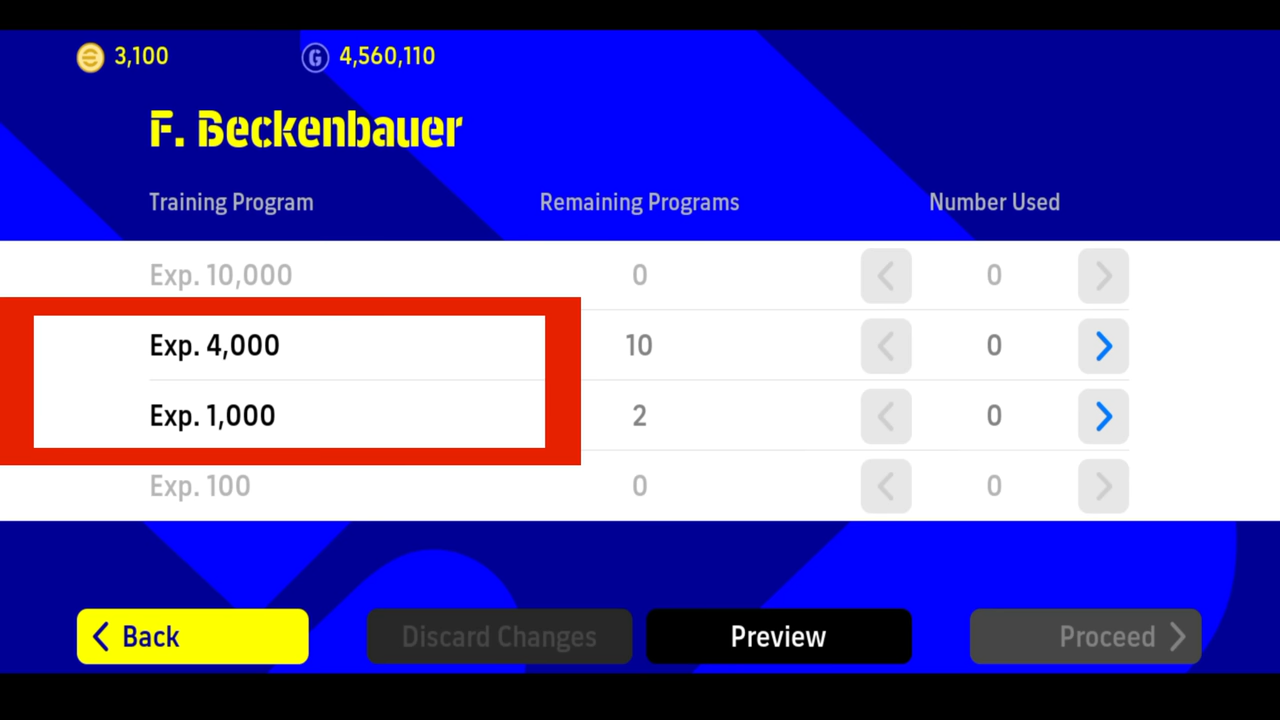 3,100 G 4,560,110
F. Beckenbauer
Training Program Remaining Programs Number Used
Exp. 10,000 0 0
Exp. 4,000 10 0
Exp. 1,000 2 0
Exp. 100 0 0
Back Discard Changes Preview Proceed